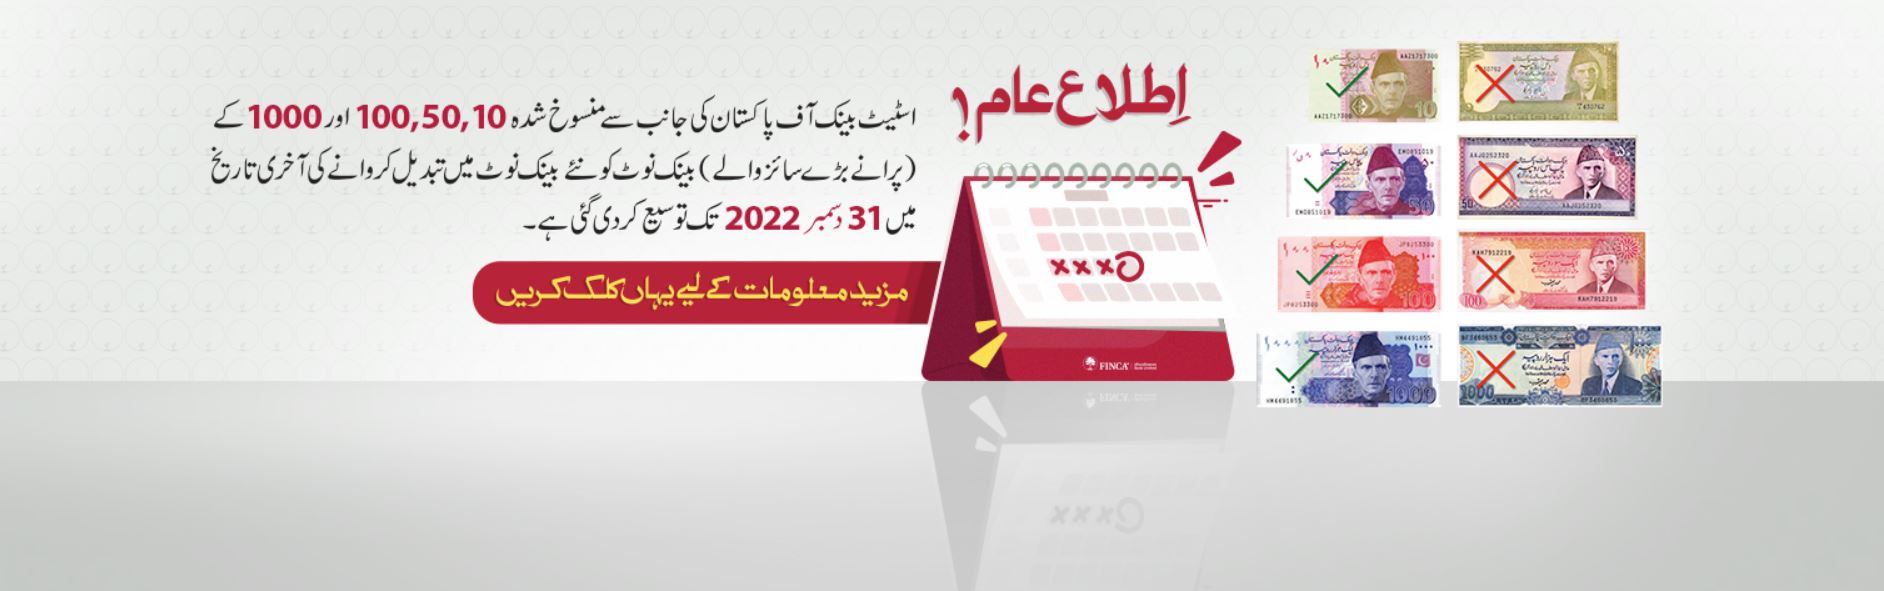 اِطلاع عام!
اسٹیٹ بینک آف پاکستان کی جانب سے منسوخ شدہ 10 ,50 ,100 اور 1000 کے
(پرانے بڑے سائز والے) بینک نوٹ کو نئے بینک نوٹ میں تبدیل کروانے کی آخری تاریخ
میں 31 دسمبر 2022 تک توسیع کردی گئی ہے۔
مزید معلومات کے لیے یہاں کلک کریں
FINCA